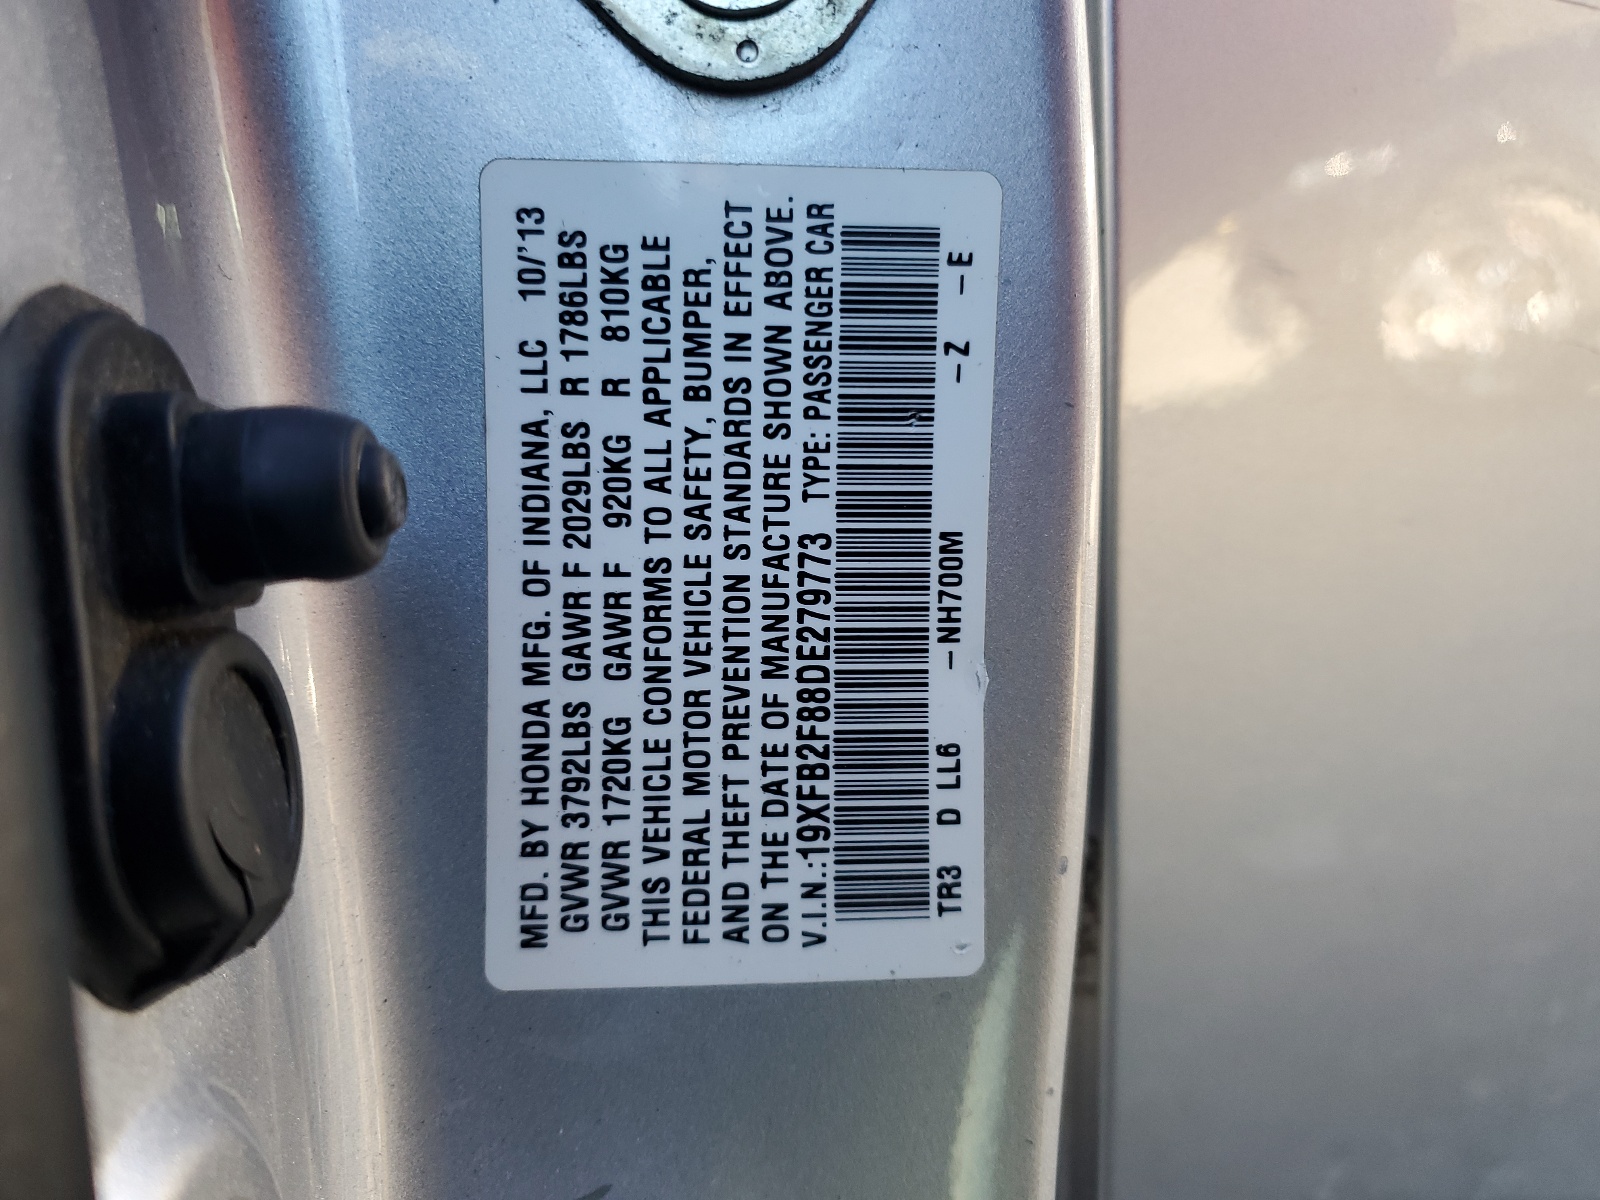 MFD. BY HONDA MFG. OF INDIANA, LLC 10/'13
GVWR 3792LBS GAWR F 2029LBS R 1786LBS
GVWR 1720KG GAWR F 920KG R 810KG
THIS VEHICLE CONFORMS TO ALL APPLICABLE
FEDERAL MOTOR VEHICLE SAFETY, BUMPER,
AND THEFT PREVENTION STANDARDS IN EFFECT
ON THE DATE OF MANUFACTURE SHOWN ABOVE.
V.I.N.:19XFB2F88DE279773 TYPE: PASSENGER CAR
TR3 D LL6 -NH700M -Z -E